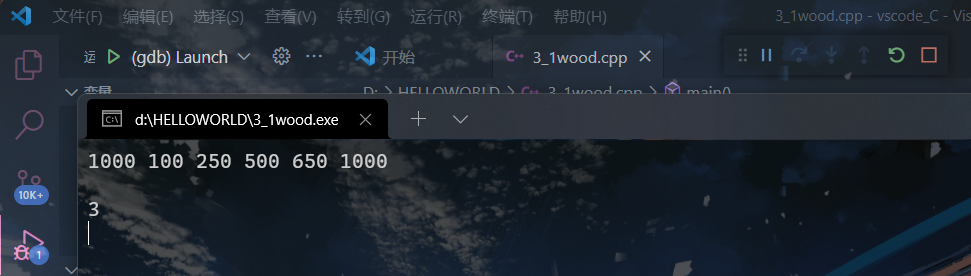 文件(F) 编辑(E) 选择(S) 查看(V) 转到(G) 运行(R) 终端(T) 帮助(H) 3_1wood.cpp - vscode_C - Vis
运 (gdb) Launch ··· 开始 C++ 3_1wood.cpp
变量 D: > HELLOWORLD > 3_1wood.cpp > main()
d:\HELLOWORLD\3_1wood.exe
1000 100 250 500 650 1000
10K+
3
1